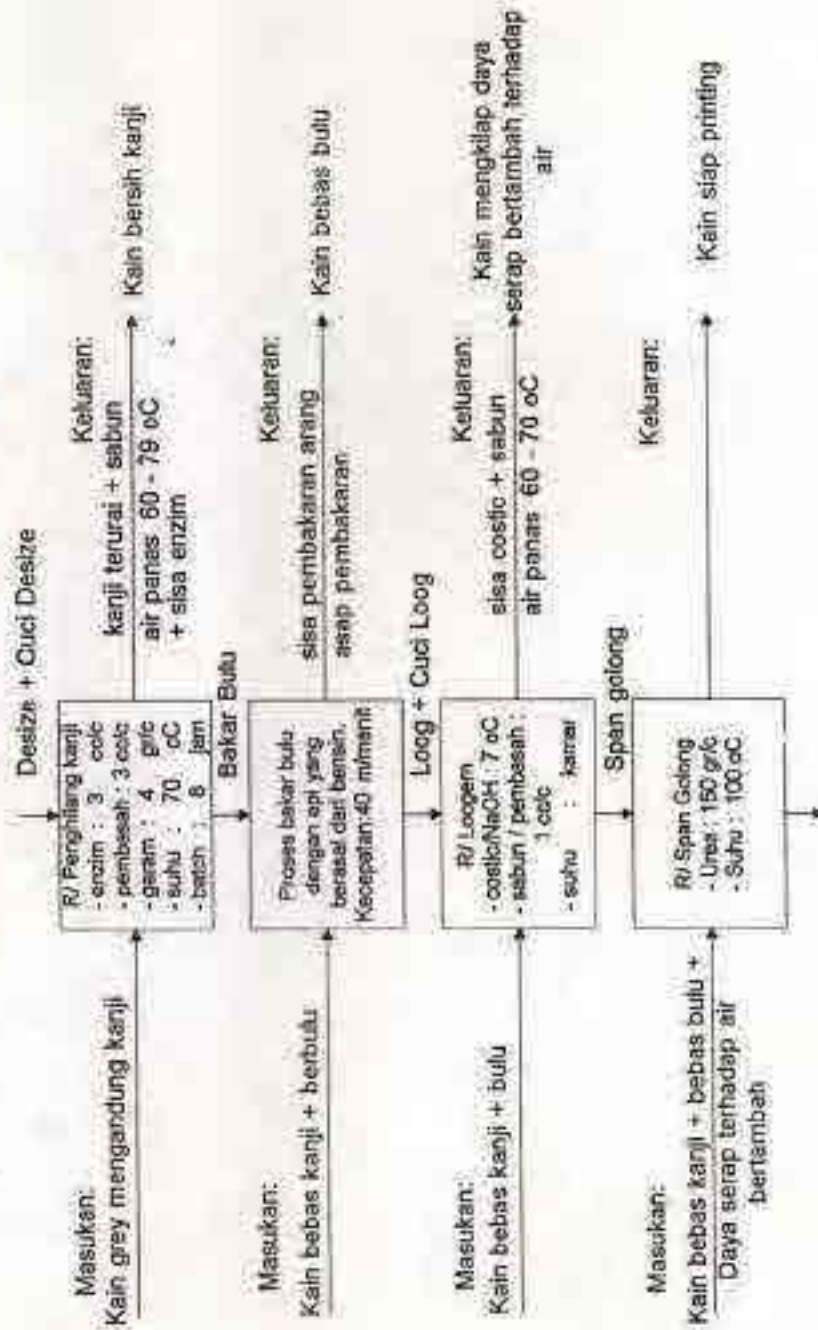 Desize + Cuci Desize
Masukan:
Kain grey mengandung kanji
R/ Penghilang kanji
- enzim : 3 cc/c
- pembasah : 3 cc/c
- garam : 4 gr/c
- suhu : 70 oC
- batch : 8 jam
Keluaran:
kanji terurai + sabun
air panas 60 - 79 oC
+ sisa enzim
Kain bersih kanji
Bakar Bulu
Masukan:
Kain bebas kanji + berbulu
Proses bakar bulu
dengan api yang
berasal dari bensin.
Kecepatan:40 m/menit
Keluaran:
sisa pembakaran arang
asap pembakaran
Kain bebas bulu
Loog + Cuci Loog
Masukan:
Kain bebas kanji + bulu
R/ Loogern
- costic/NaOH : 7 oC
- sabun / pembasah :
1 cc/c
- suhu : kamar
Keluaran:
sisa costic + sabun
air panas 60 - 70 oC
Kain mengkilap daya
serap bertambah terhadap
air
Span golong
Masukan:
Kain bebas kanji + bebas bulu +
Daya serap terhadap air
bertambah
R/ Span Golong
- Urea : 150 gr/c
- Suhu : 100 oC
Keluaran:
Kain siap printing